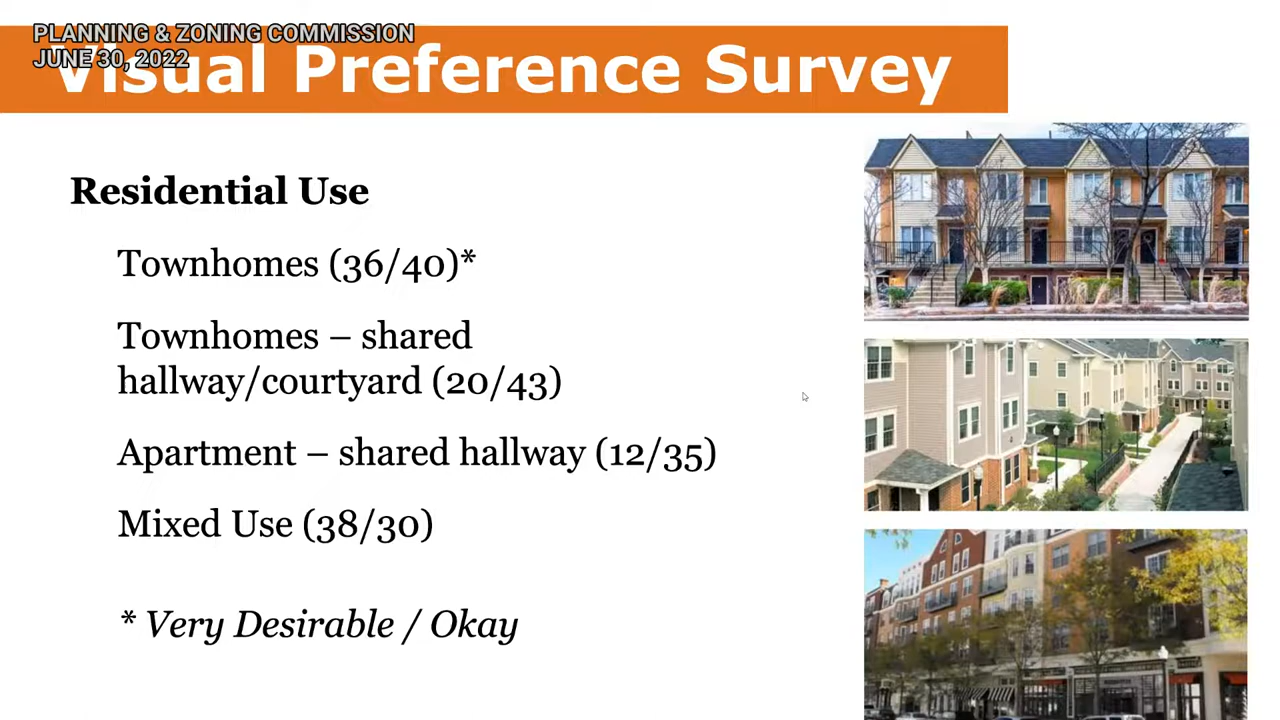 PLANNING & ZONING COMMISSION
JUNE 30, 2022
Visual Preference Survey
Residential Use
Townhomes (36/40)*
Townhomes – shared
hallway/courtyard (20/43)
Apartment – shared hallway (12/35)
Mixed Use (38/30)
* Very Desirable / Okay